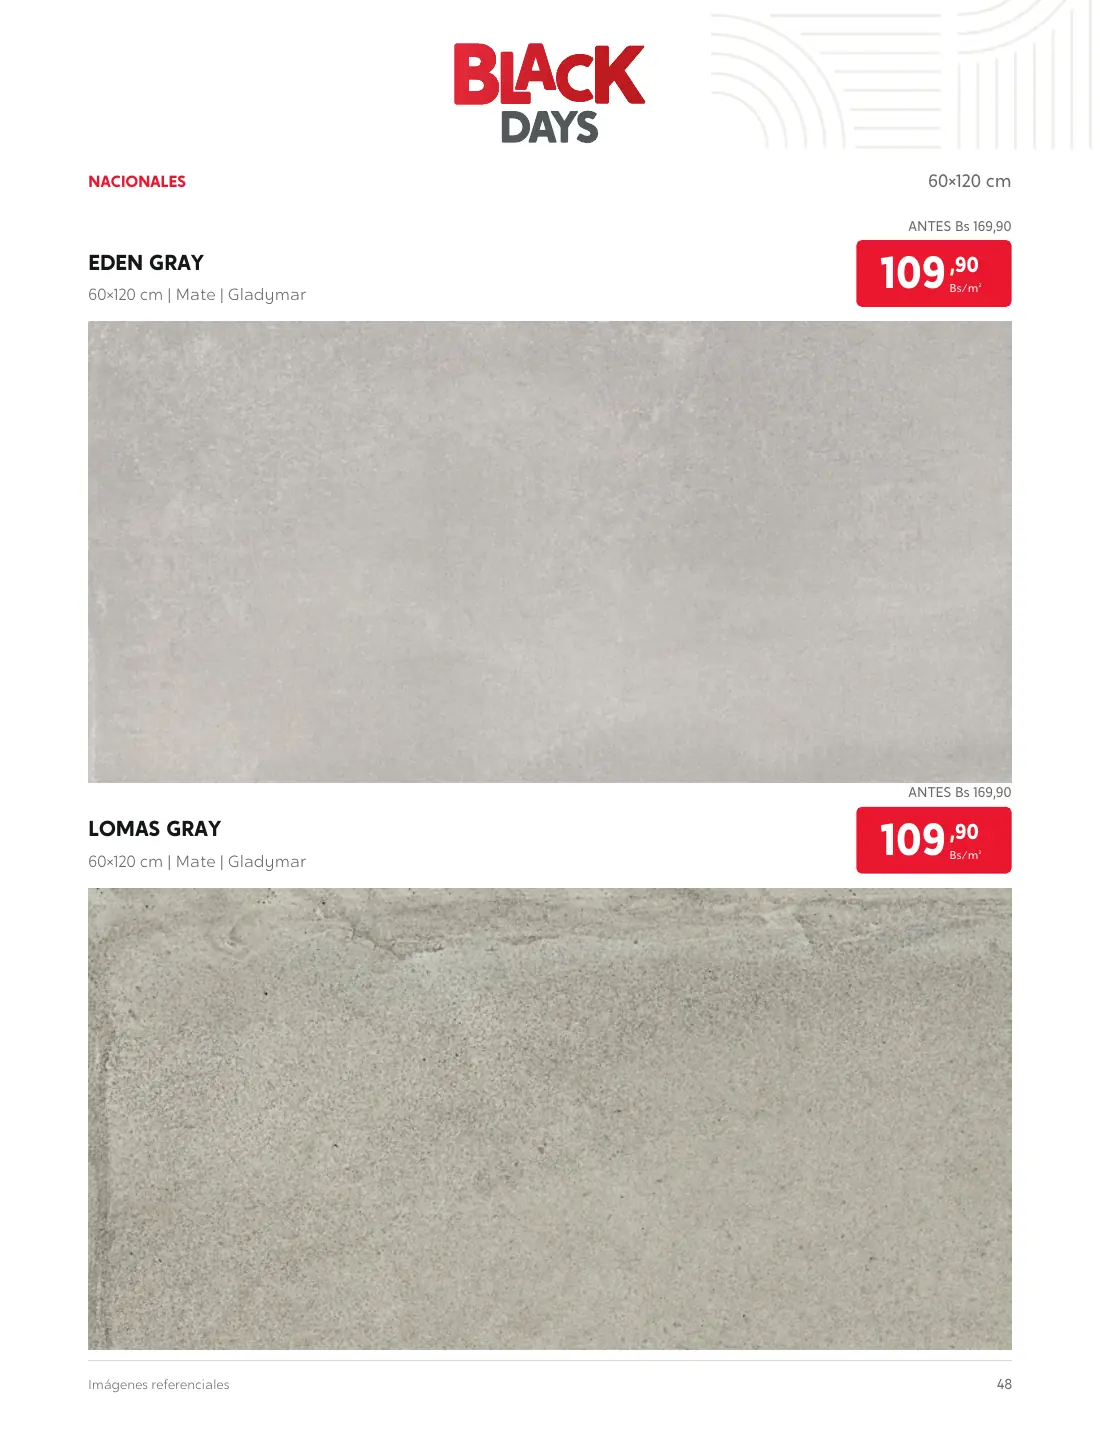 BLACK
DAYS
NACIONALES
60×120 cm
ANTES Bs 169,90
EDEN GRAY
109,90
Bs/m²
60×120 cm | Mate | Gladymar
ANTES Bs 169,90
LOMAS GRAY
109,90
Bs/m²
60×120 cm | Mate | Gladymar
Imágenes referenciales
48